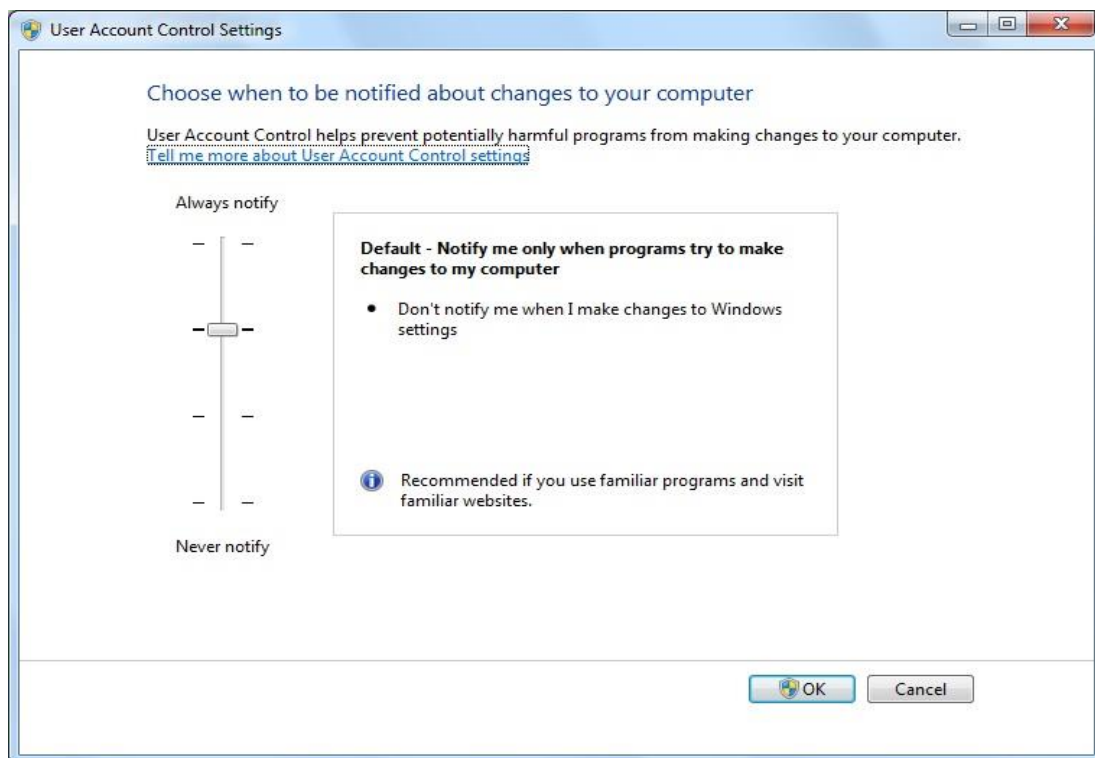 User Account Control Settings
Choose when to be notified about changes to your computer
User Account Control helps prevent potentially harmful programs from making changes to your computer.
Tell me more about User Account Control settings
Always notify
Default - Notify me only when programs try to make
changes to my computer
• Don't notify me when I make changes to Windows
settings
Recommended if you use familiar programs and visit
familiar websites.
Never notify
OK Cancel